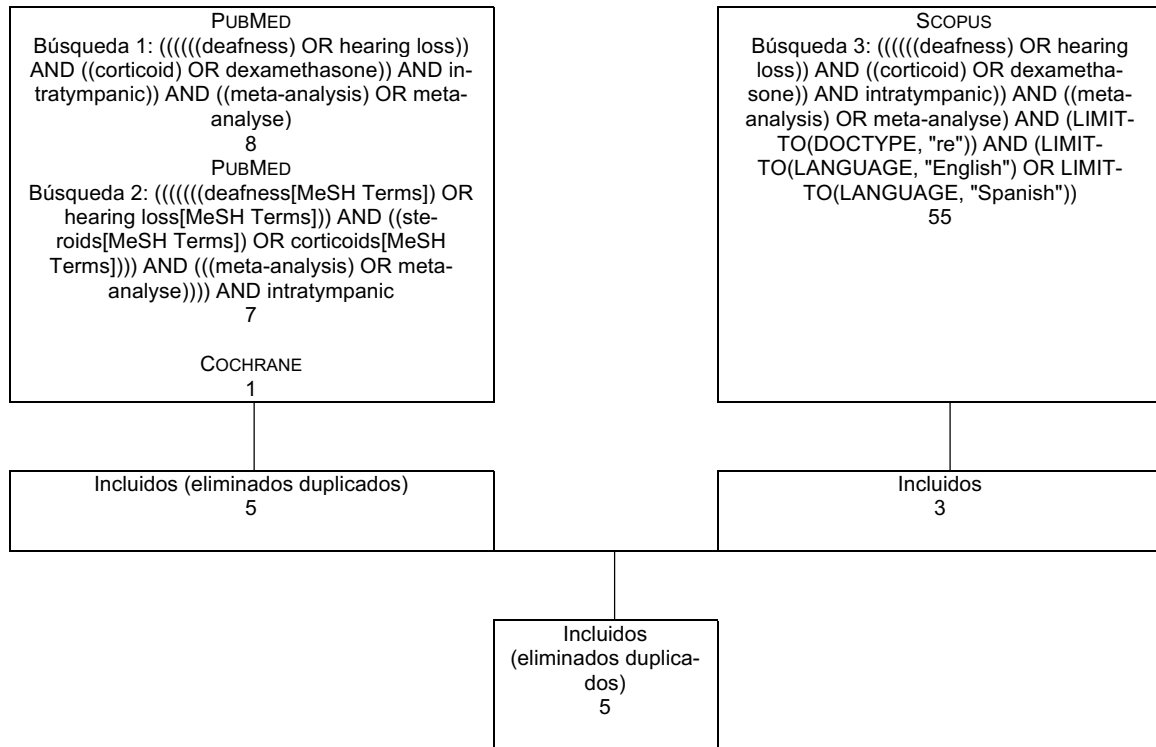 PUBMED
Búsqueda 1: ((((((deafness) OR hearing loss))
AND ((corticoid) OR dexamethasone)) AND in-
tratympanic)) AND ((meta-analysis) OR meta-
analyse)
8
PUBMED
Búsqueda 2: (((((((deafness[MeSH Terms]) OR
hearing loss[MeSH Terms])) AND ((ste-
roids[MeSH Terms]) OR corticoids[MeSH
Terms]))) AND (((meta-analysis) OR meta-
analyse)))) AND intratympanic
7
COCHRANE
1
SCOPUS
Búsqueda 3: ((((((deafness) OR hearing
loss)) AND ((corticoid) OR dexametha-
sone)) AND intratympanic)) AND ((meta-
analysis) OR meta-analyse) AND (LIMIT-
TO(DOCTYPE, "re")) AND (LIMIT-
TO(LANGUAGE, "English") OR LIMIT-
TO(LANGUAGE, "Spanish"))
55
Incluidos (eliminados duplicados)
5
Incluidos
3
Incluidos
(eliminados duplica-
dos)
5